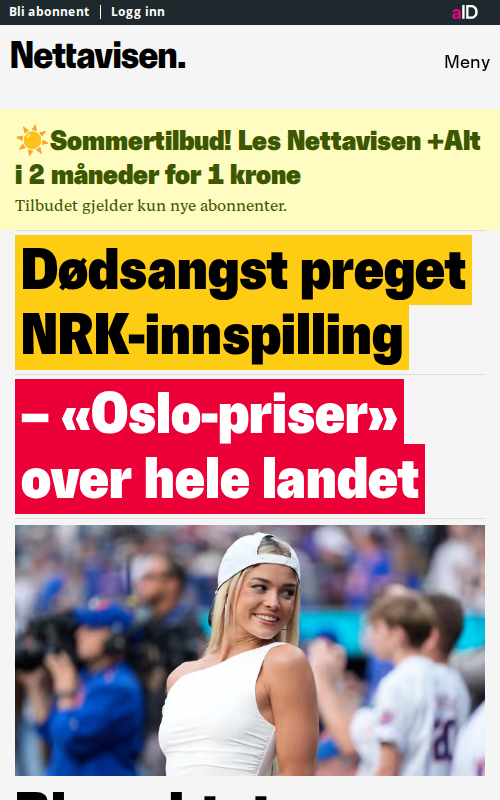 Bli abonnent
Logg inn
aID
Nettavisen.
Meny
☀️Sommertilbud! Les Nettavisen +Alt
i 2 måneder for 1 krone
Tilbudet gjelder kun nye abonnenter.
Dødsangst preget
NRK-innspilling
– «Oslo-priser»
over hele landet